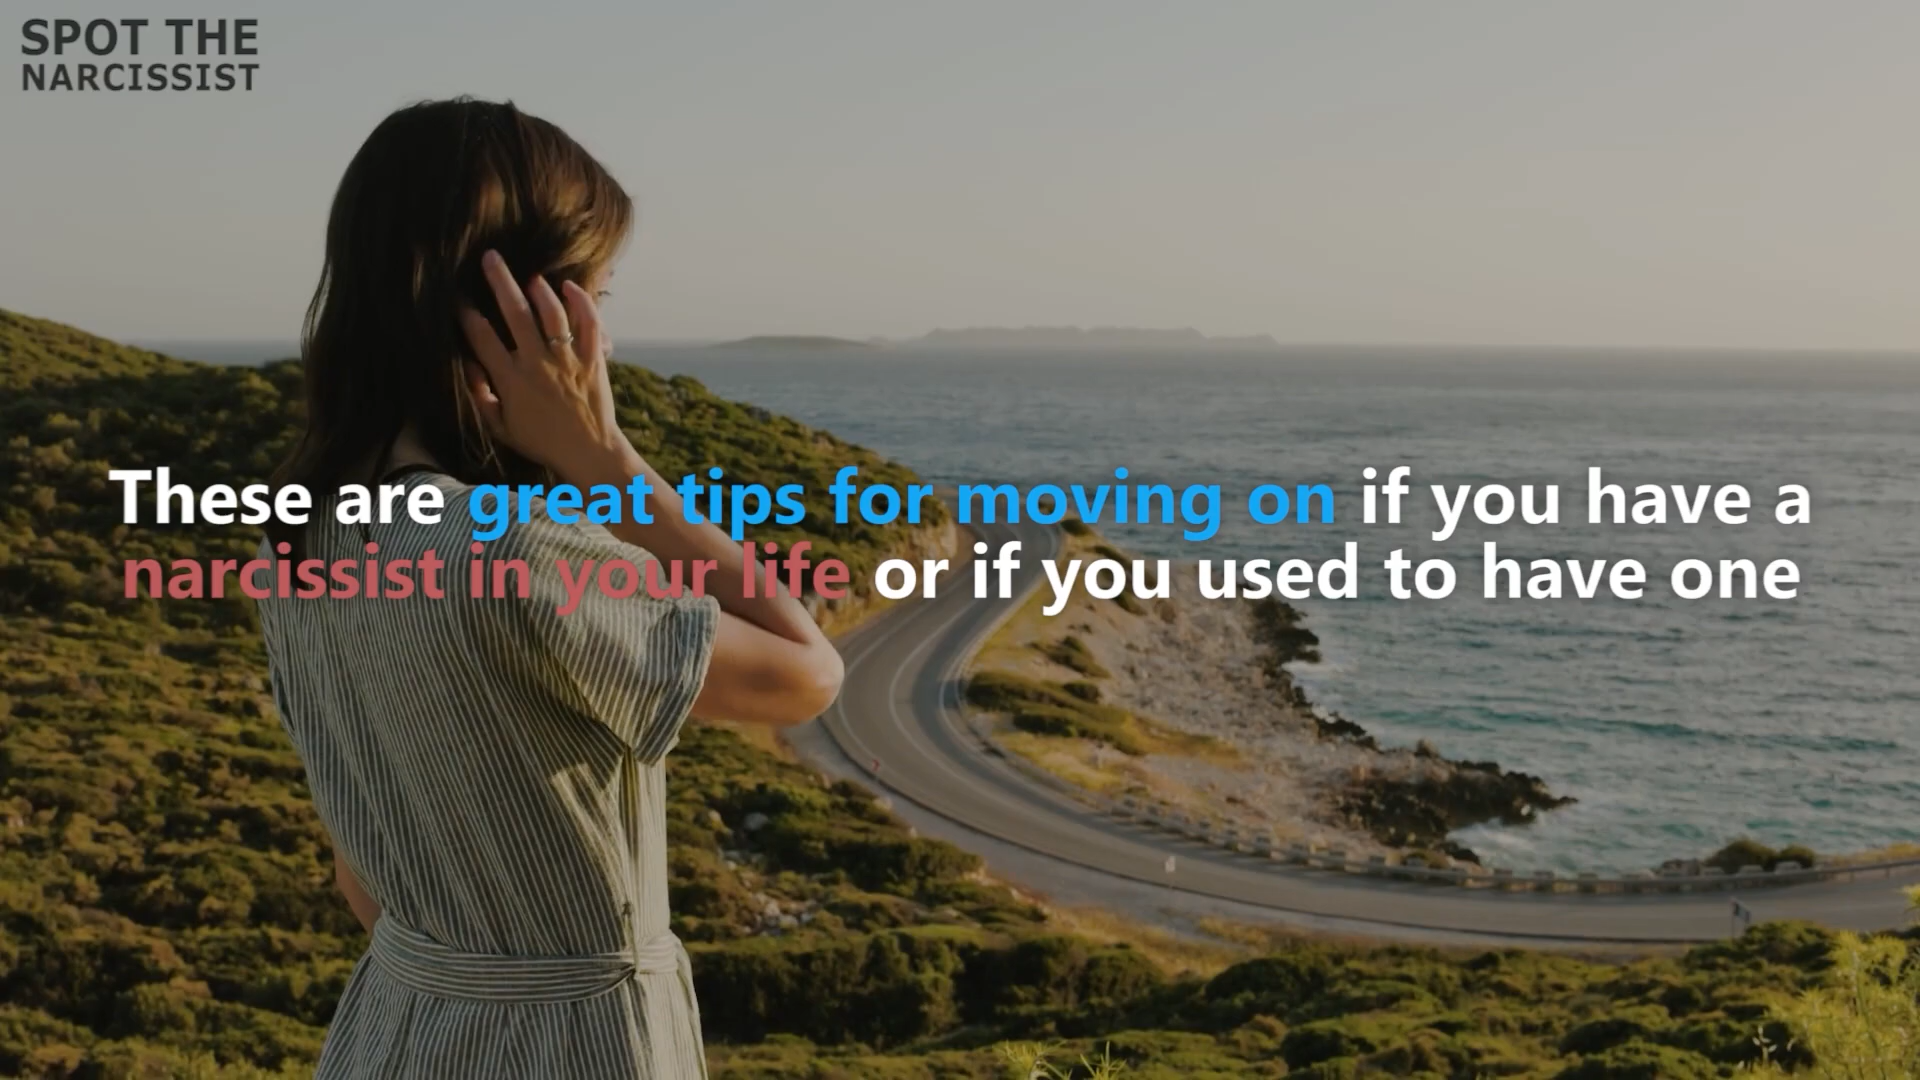 SPOT THE
NARCISSIST
These are great tips for moving on if you have a
narcissist in your life or if you used to have one